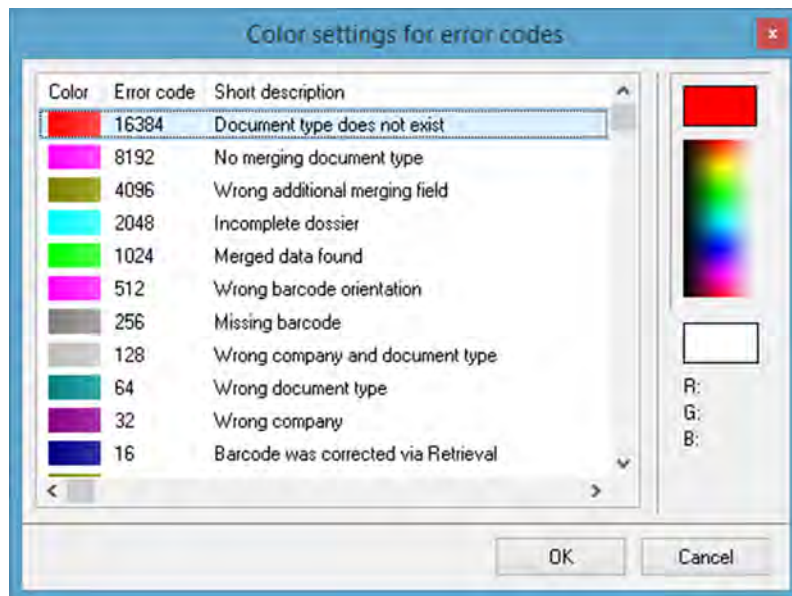 Color settings for error codes
x
Color Error code Short description
16384 Document type does not exist
8192 No merging document type
4096 Wrong additional merging field
2048 Incomplete dossier
1024 Merged data found
512 Wrong barcode orientation
256 Missing barcode
128 Wrong company and document type
64 Wrong document type
32 Wrong company
16 Barcode was corrected via Retrieval
R:
G:
B:
OK Cancel